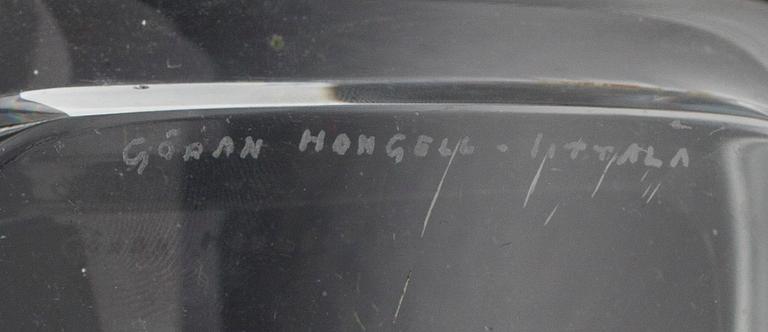 GÖRAN HONGELL - IITTALA